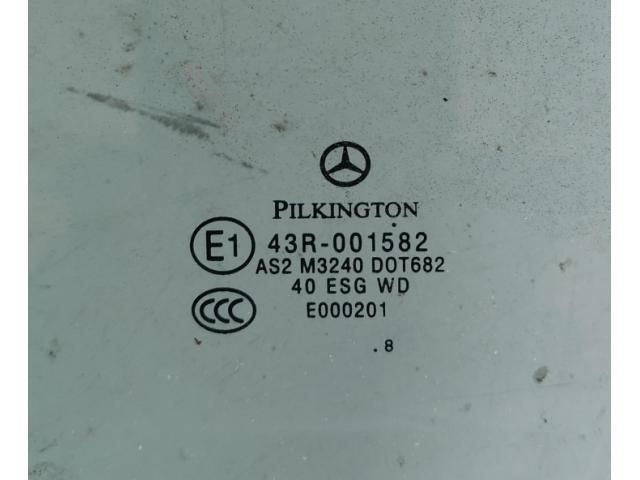 PILKINGTON
E1 43R-001582
AS2 M3240 DOT682
40 ESG WD
CCC E000201
.8